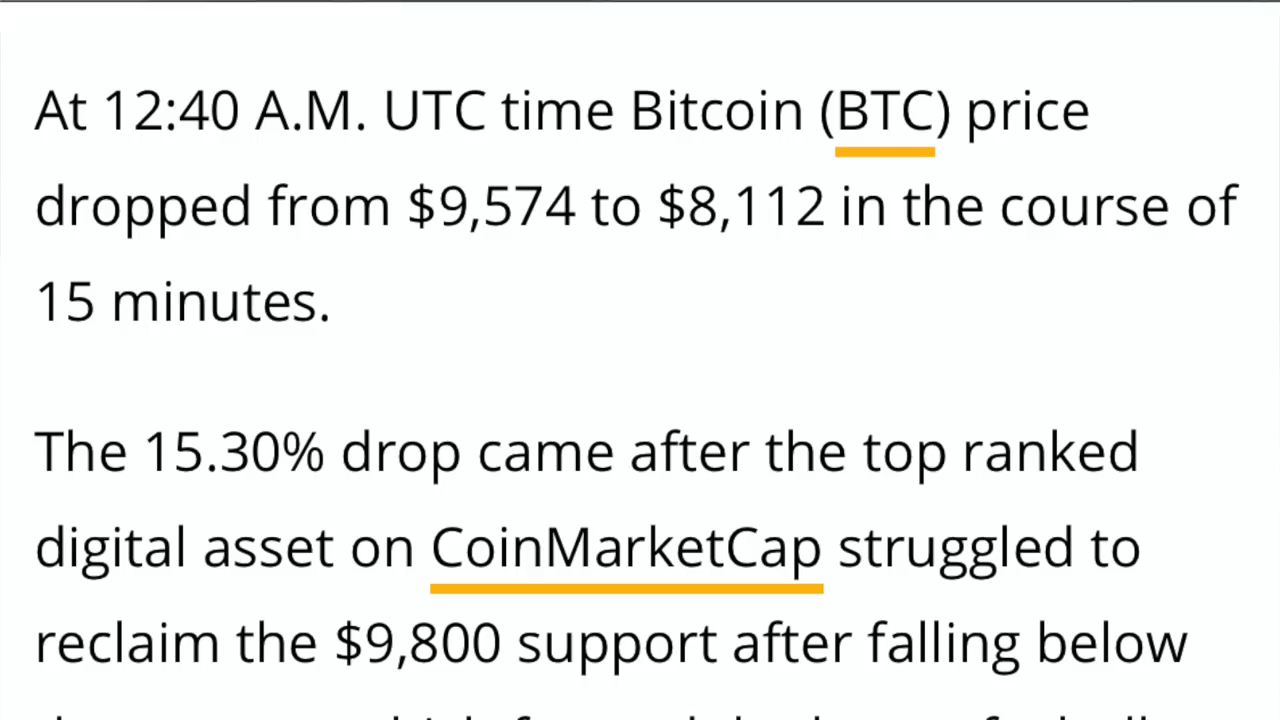 At 12:40 A.M. UTC time Bitcoin (BTC) price
dropped from $9,574 to $8,112 in the course of
15 minutes.
The 15.30% drop came after the top ranked
digital asset on CoinMarketCap struggled to
reclaim the $9,800 support after falling below